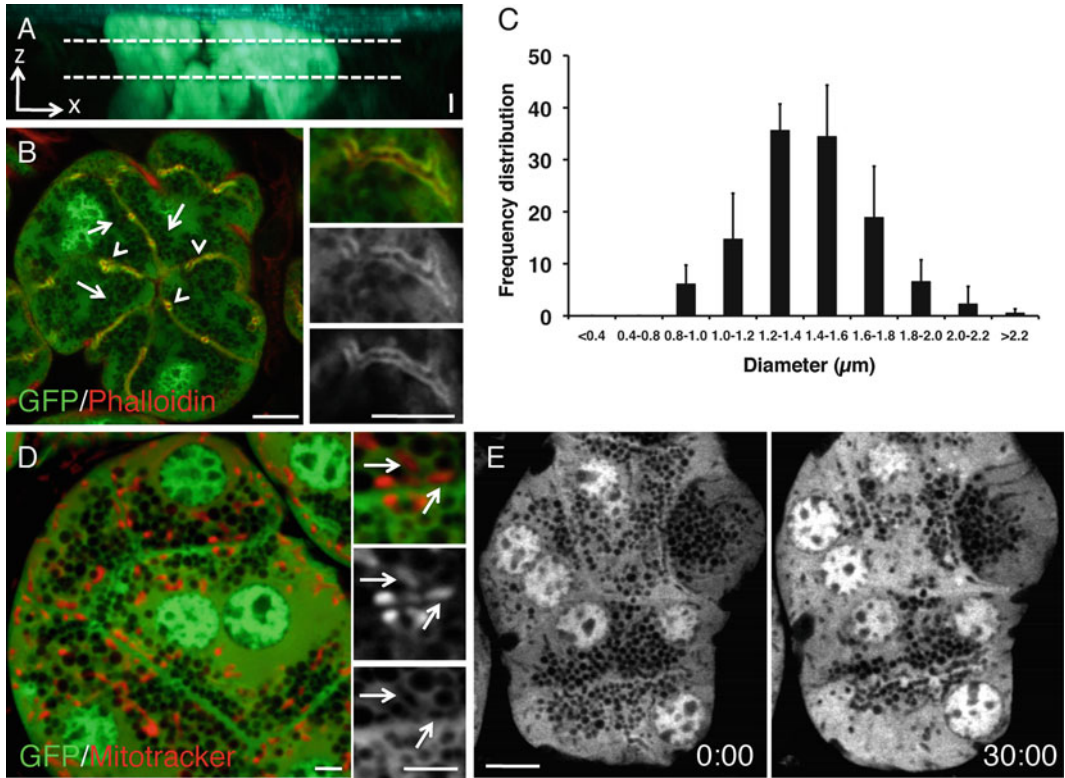 A
z
x
B
GFP/Phalloidin
C
50
40
30
20
10
0
Frequency distribution
<0.4 0.4-0.8 0.8-1.0 1.0-1.2 1.2-1.4 1.4-1.6 1.6-1.8 1.8-2.0 2.0-2.2 >2.2
Diameter (µm)
D
GFP/Mitotracker
E
0:00
30:00